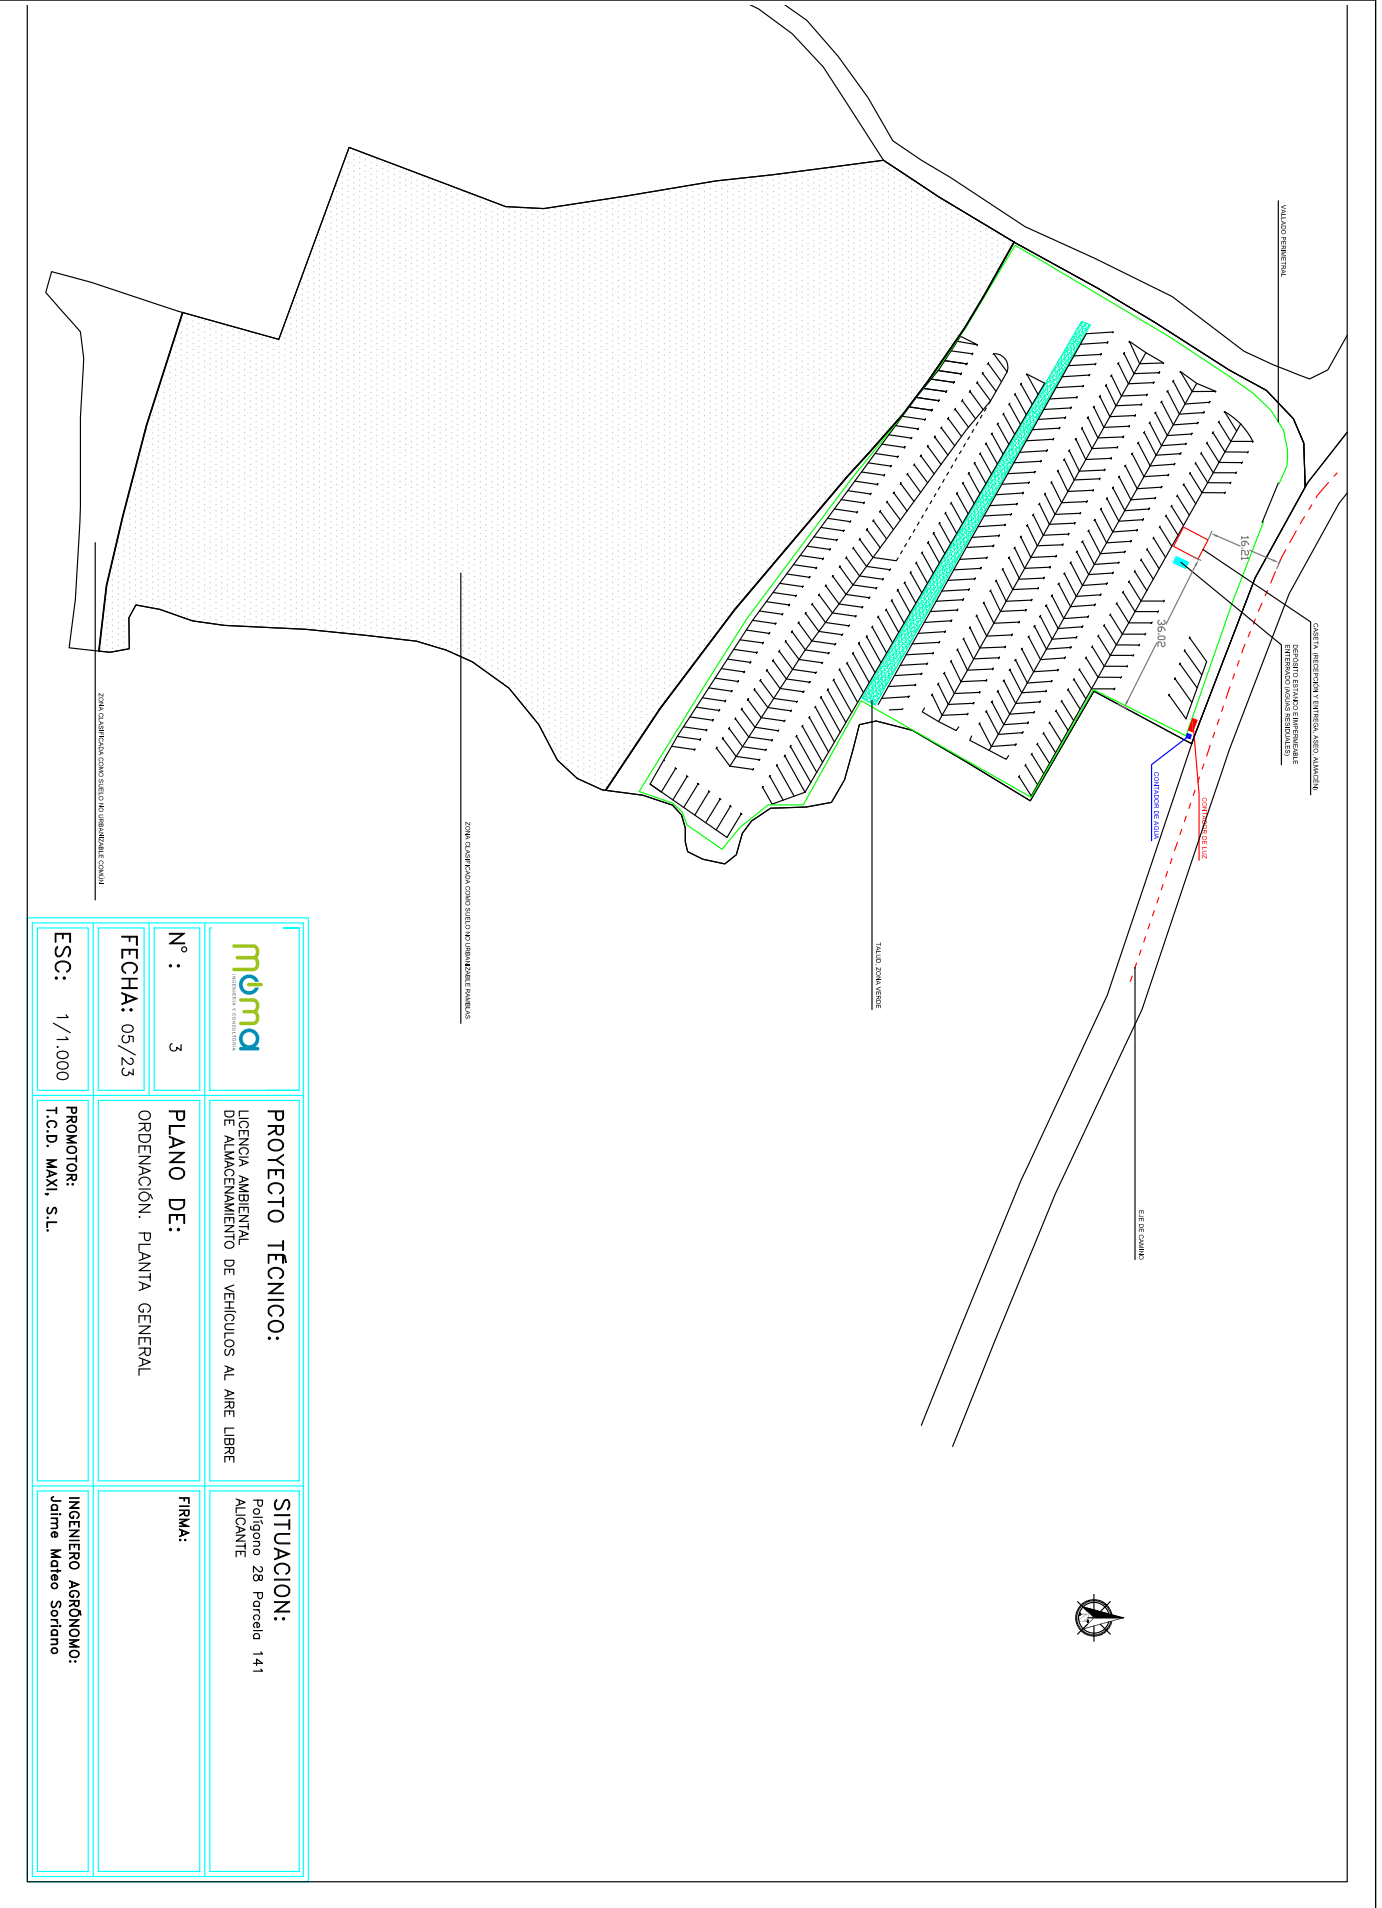 VALLADO PERIMETRAL
16.21
36.02
CASETA (RECEPCIÓN Y ENTREGA, ASEO, ALMACÉN)
DEPÓSITO ESTANCO E IMPERMEABLE
ENTERRADO (AGUAS RESIDUALES)
CONTADOR DE LUZ
CONTADOR DE AGUA
TALUD. ZONA VERDE
EJE DE CAMINO
ZONA CLASIFICADA COMO SUELO NO URBANIZABLE RAMBLAS
ZONA CLASIFICADA COMO SUELO NO URBANIZABLE COMÚN
moma
INGENIERÍA Y CONSULTORÍA
PROYECTO TÉCNICO:
LICENCIA AMBIENTAL
DE ALMACENAMIENTO DE VEHÍCULOS AL AIRE LIBRE
SITUACION:
Polígono 28 Parcela 141
ALICANTE
Nº: 3
FECHA: 05/23
PLANO DE:
ORDENACIÓN. PLANTA GENERAL
FIRMA:
ESC: 1/1.000
PROMOTOR:
T.C.D. MAXI, S.L.
INGENIERO AGRÓNOMO:
Jaime Mateo Soriano